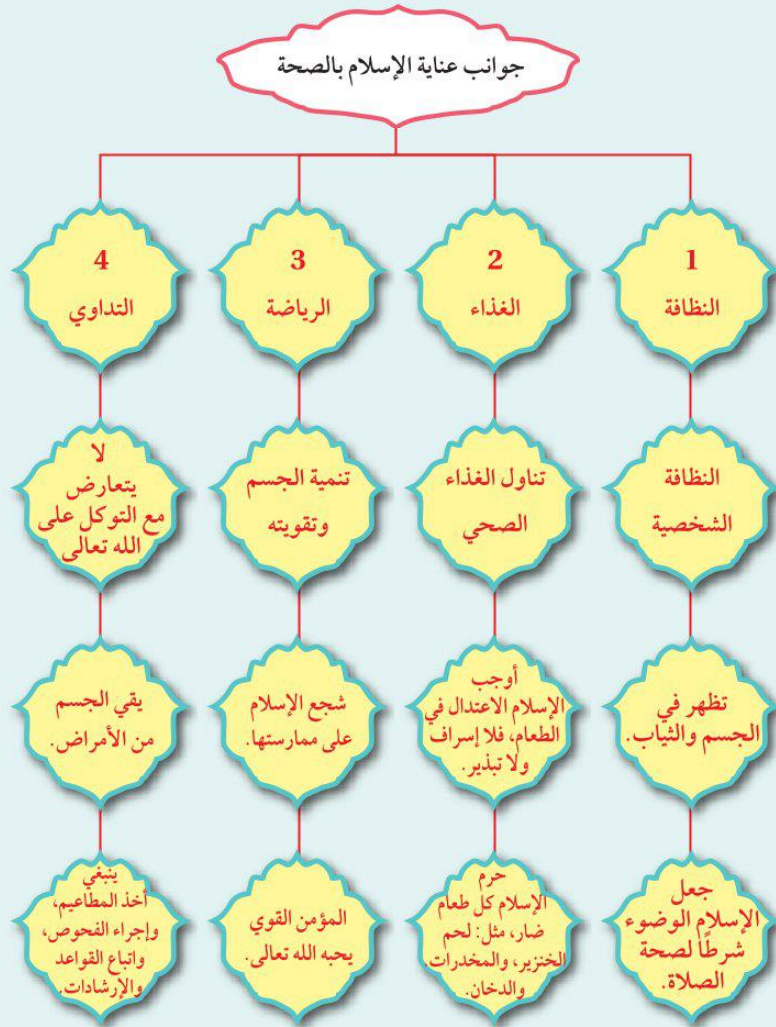 جوانب عناية الإسلام بالصحة
1
النظافة
النظافة
الشخصية
تظهر في
الجسم والثياب.
جعل
الإسلام الوضوء
شرطًا لصحة
الصلاة.
2
الغذاء
تناول الغذاء
الصحي
أوجب
الإسلام الاعتدال في
الطعام، فلا إسراف
ولا تبذير.
حرم
الإسلام كل طعام
ضار، مثل: لحم
الخنزير، والمخدرات
والدخان.
3
الرياضة
تنمية الجسم
وتقويته
شجع الإسلام
على ممارستها.
المؤمن القوي
يحبه الله تعالى.
4
التداوي
لا
يتعارض
مع التوكل على
الله تعالى
يقي الجسم
من الأمراض.
ينبغي
أخذ المطاعيم،
وإجراء الفحوص،
واتباع القواعد
والإرشادات.